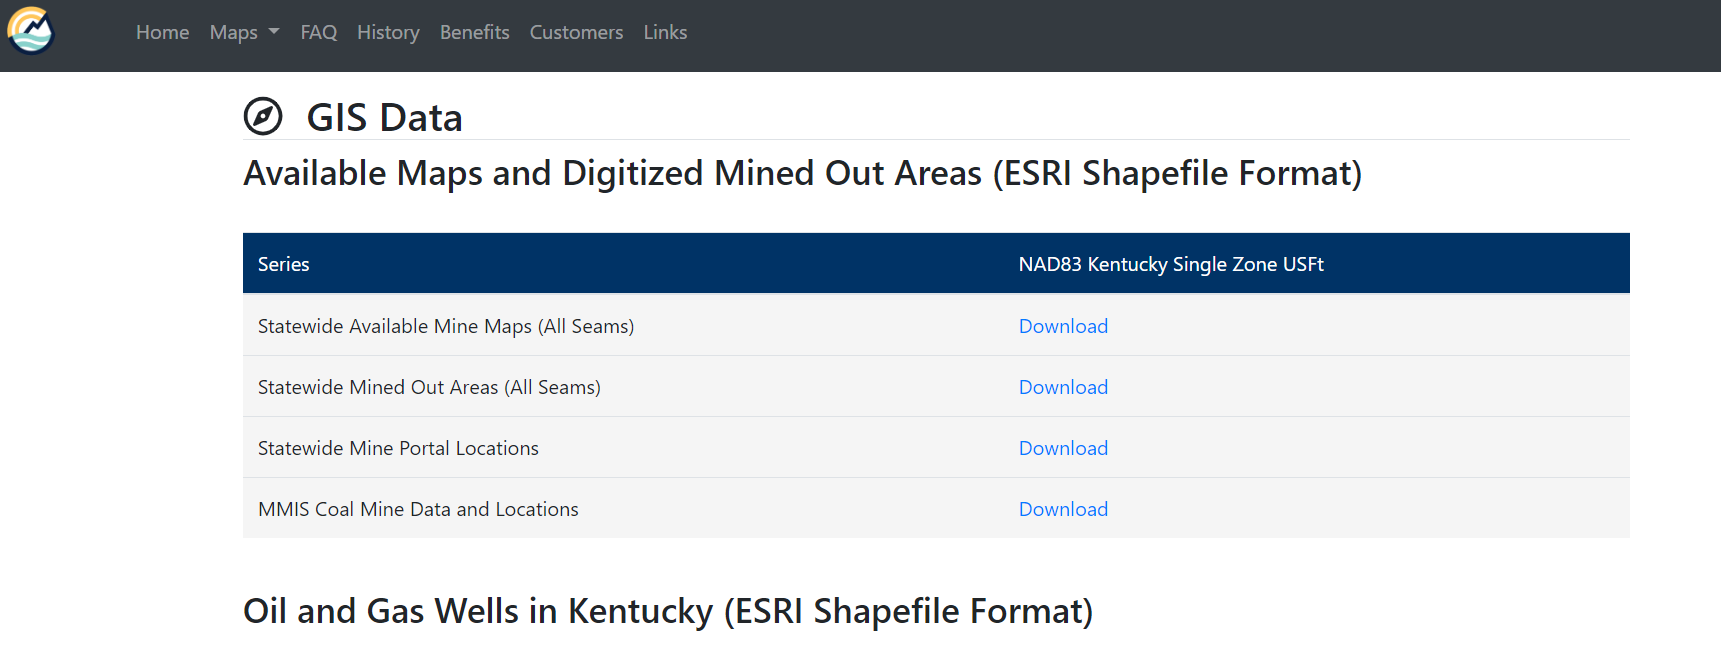 Home Maps FAQ History Benefits Customers Links
GIS Data
Available Maps and Digitized Mined Out Areas (ESRI Shapefile Format)
Series NAD83 Kentucky Single Zone USFt
Statewide Available Mine Maps (All Seams) Download
Statewide Mined Out Areas (All Seams) Download
Statewide Mine Portal Locations Download
MMIS Coal Mine Data and Locations Download
Oil and Gas Wells in Kentucky (ESRI Shapefile Format)